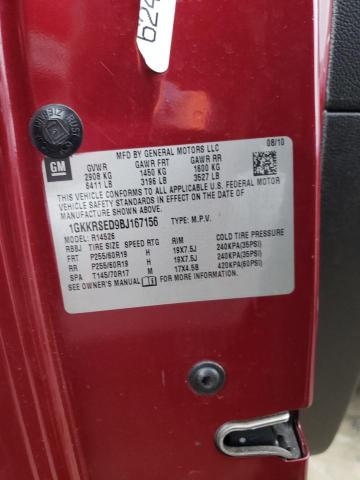 624
MFD BY GENERAL MOTORS LLC
08/10
GM
GVWR GAWR FRT GAWR RR
2908 KG 1450 KG 1600 KG
6411 LB 3196 LB 3527 LB
THIS VEHICLE CONFORMS TO ALL APPLICABLE U.S. FEDERAL MOTOR
VEHICLE SAFETY STANDARDS IN EFFECT ON THE DATE OF
MANUFACTURE SHOWN ABOVE.
1GKKRSED9BJ167156 TYPE: M.P.V.
MODEL: R14526
RBBJ TIRE SIZE SPEED RTG RIM COLD TIRE PRESSURE
FRT P255/60R19 H 19X7.5J 240KPA(35PSI)
RR P255/60R19 H 19X7.5J 240KPA(35PSI)
SPA T145/70R17 M 17X4.5B 420KPA(60PSI)
SEE OWNER'S MANUAL FOR MORE INFORMATION.